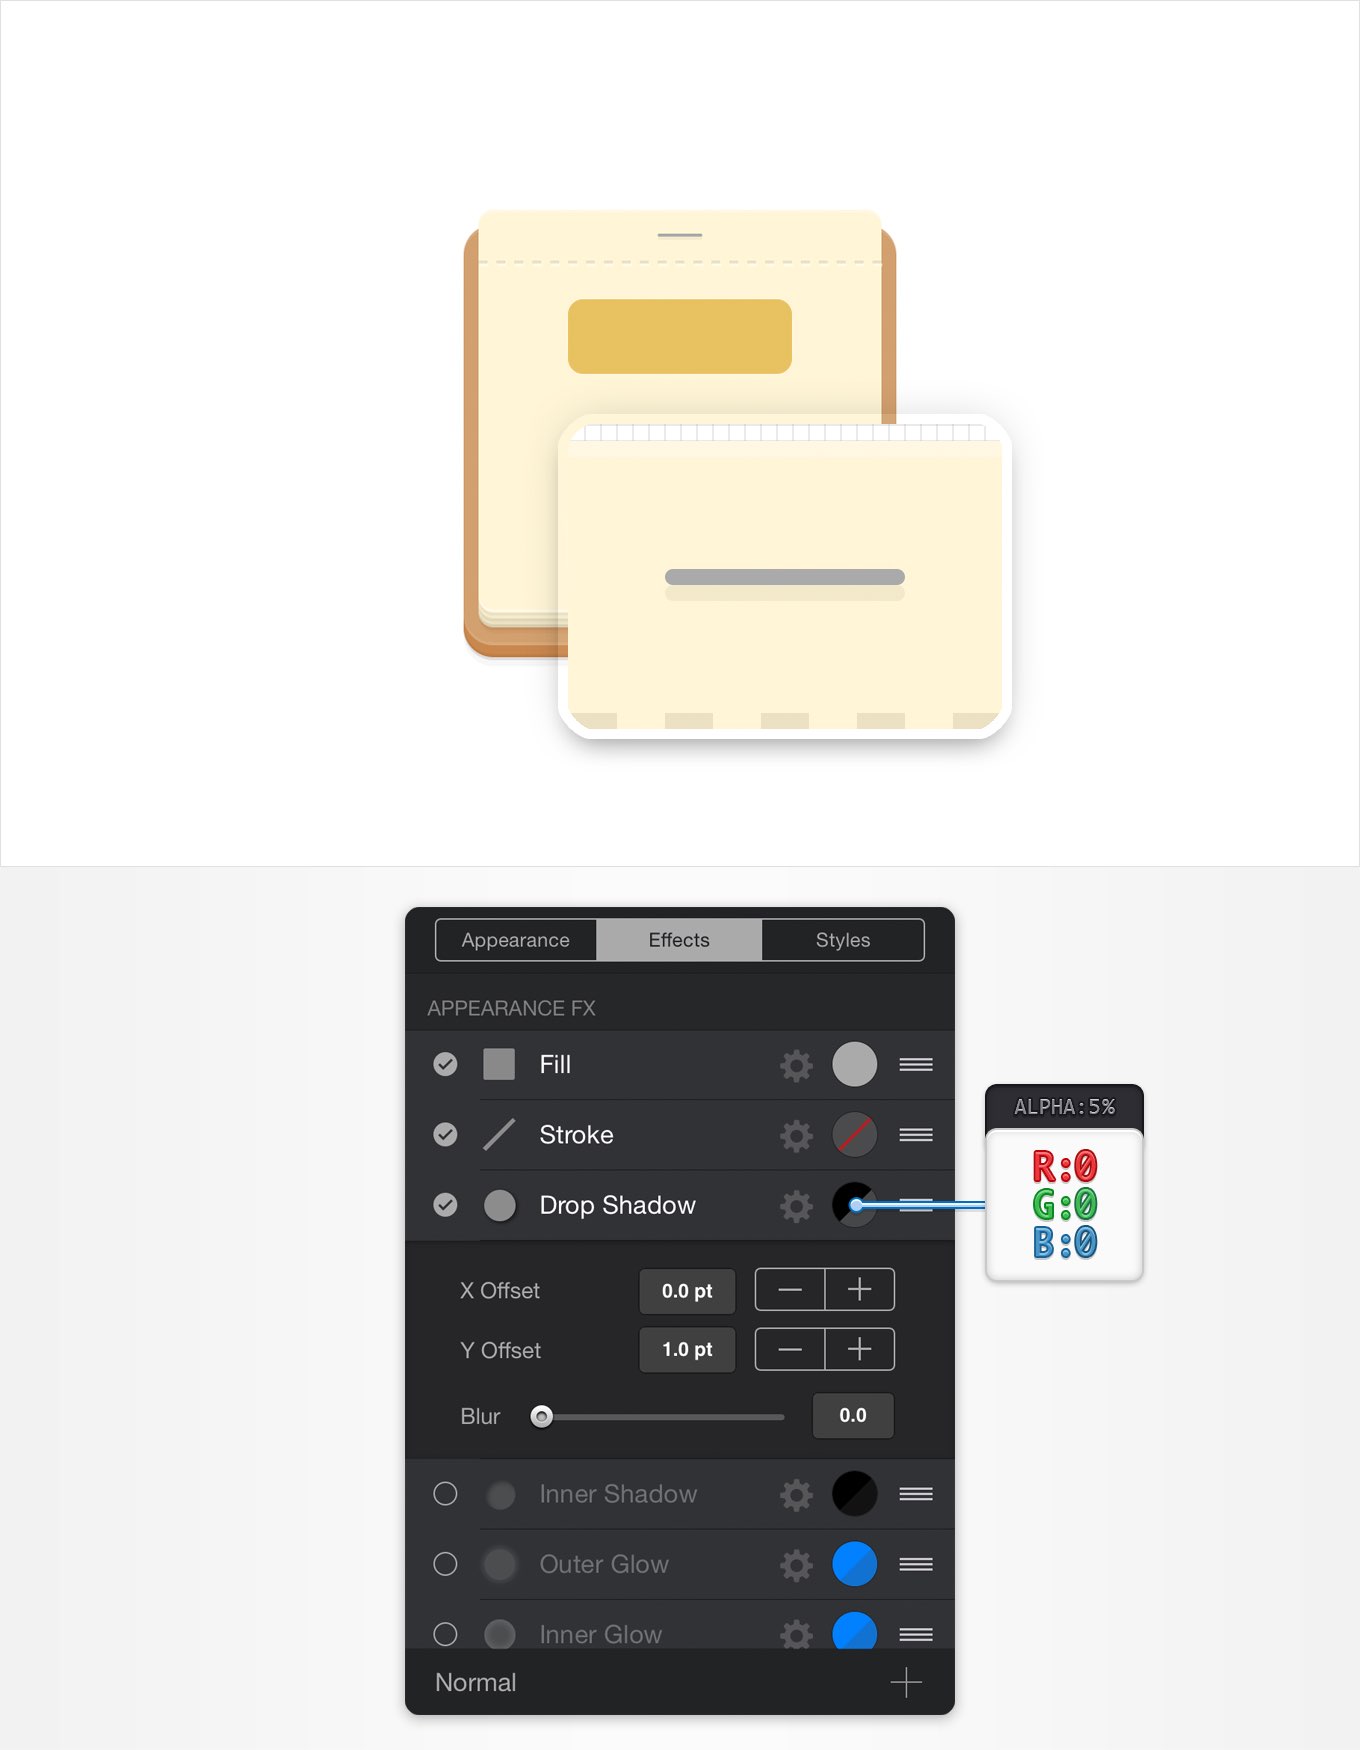 Appearance Effects Styles
APPEARANCE FX
Fill
Stroke
ALPHA:5%
R:0
G:0
B:0
Drop Shadow
X Offset 0.0 pt
Y Offset 1.0 pt
Blur 0.0
Inner Shadow
Outer Glow
Inner Glow
Normal